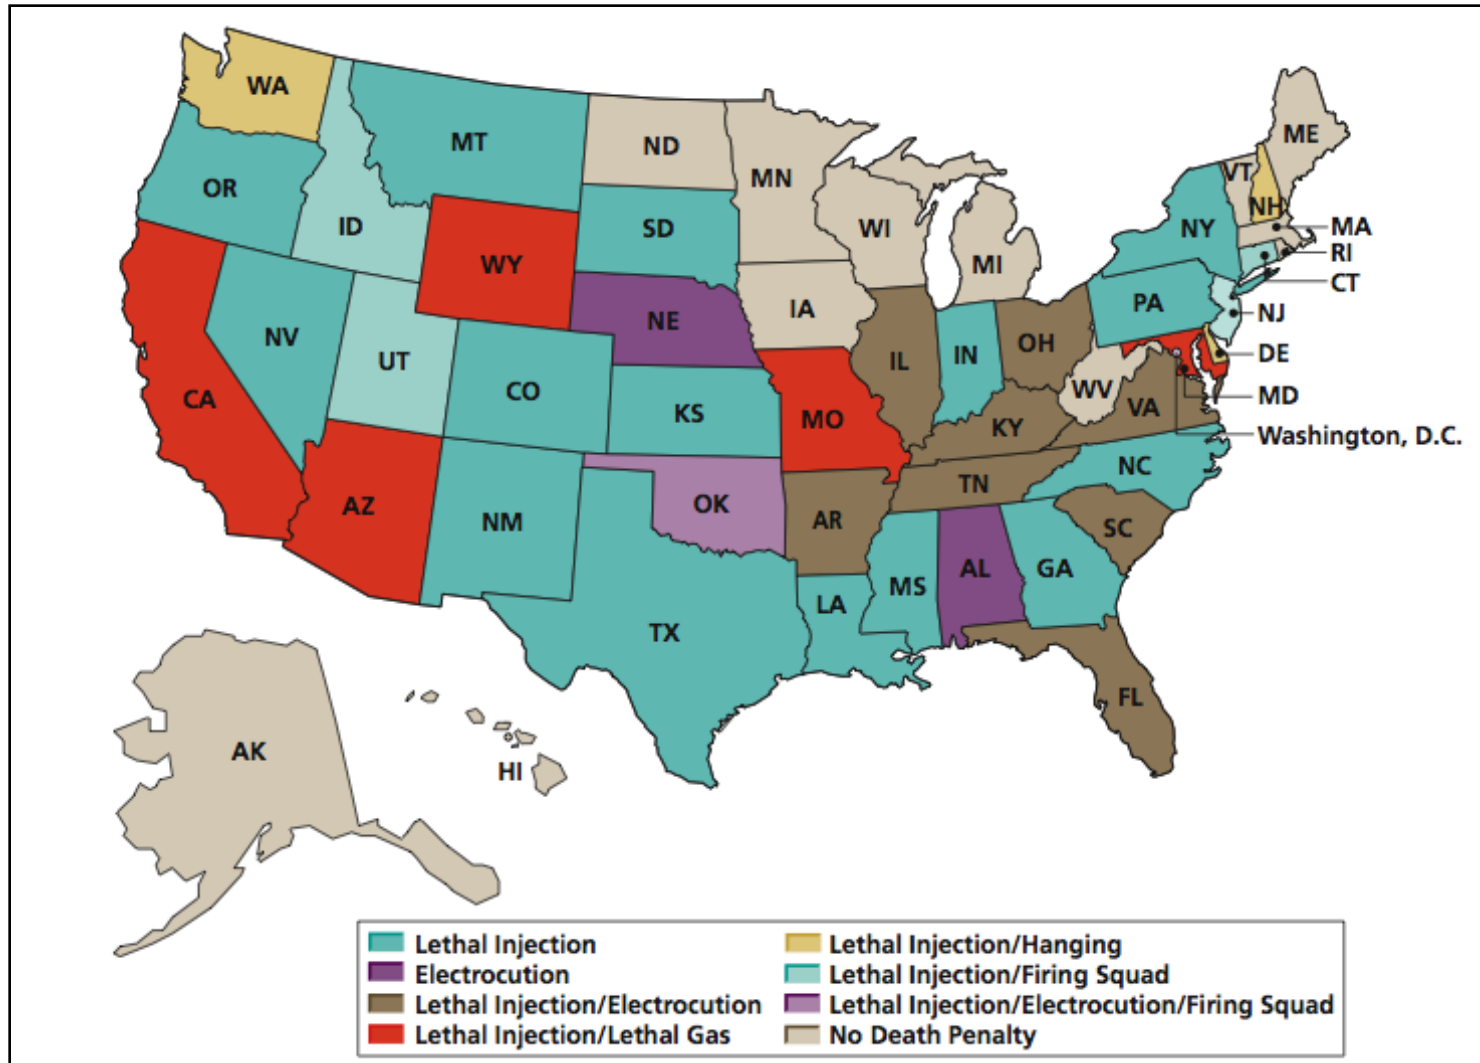 WA
ME
MT
ND
VT
MN
OR
NH
ID
SD
WI
NY
MA
RI
WY
MI
CT
PA
IA
NJ
NE
NV
OH
UT
IL
IN
DE
CO
WV
MD
CA
KS
MO
VA
KY
Washington, D.C.
NC
TN
AZ
OK
NM
AR
SC
AL
GA
MS
LA
TX
FL
AK
HI
Lethal Injection
Electrocution
Lethal Injection/Electrocution
Lethal Injection/Lethal Gas
Lethal Injection/Hanging
Lethal Injection/Firing Squad
Lethal Injection/Electrocution/Firing Squad
No Death Penalty